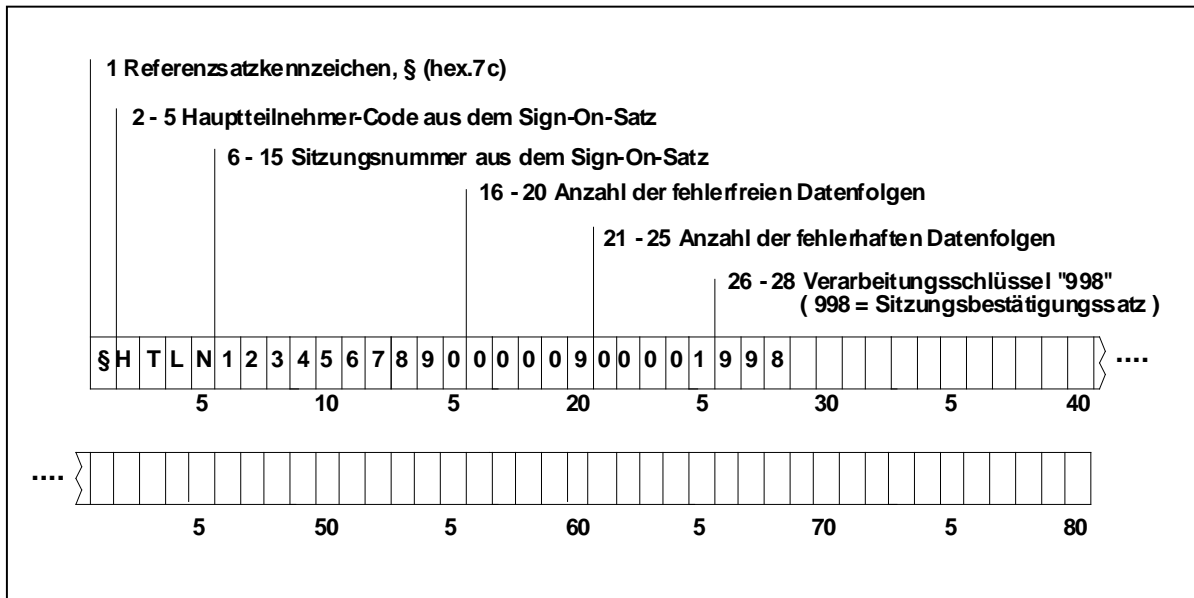 1 Referenzsatzkennzeichen, § (hex.7c)
2 - 5 Hauptteilnehmer-Code aus dem Sign-On-Satz
6 - 15 Sitzungsnummer aus dem Sign-On-Satz
16 - 20 Anzahl der fehlerfreien Datenfolgen
21 - 25 Anzahl der fehlerhaften Datenfolgen
26 - 28 Verarbeitungsschlüssel "998"
( 998 = Sitzungsbestätigungssatz )
§ H T L N 1 2 3 4 5 6 7 8 9 0 0 0 0 0 9 0 0 0 0 1 9 9 8 ....
5 10 5 20 5 30 5 40
....
5 50 5 60 5 70 5 80